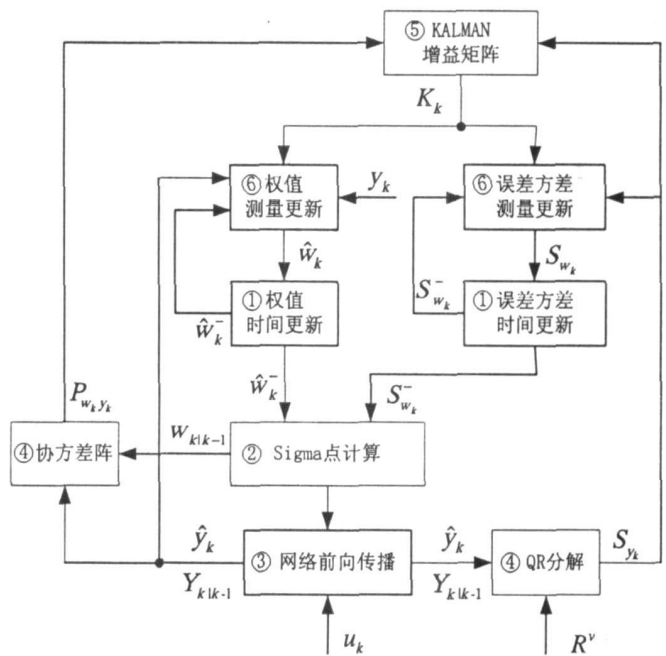 ⑤ KALMAN
增益矩阵
K_k
⑥ 权值
测量更新
y_k
⑥ 误差方差
测量更新
ŵ_k
S_{w_k}
① 权值
时间更新
ŵ_k^-
S_{w_k}^-
① 误差方差
时间更新
ŵ_k^-
S_{w_k}^-
P_{w_k y_k}
④ 协方差阵
w_{k|k-1}
② Sigma点计算
ŷ_k
Y_{k|k-1}
③ 网络前向传播
ŷ_k
Y_{k|k-1}
④ QR分解
S_{y_k}
u_k
R^v